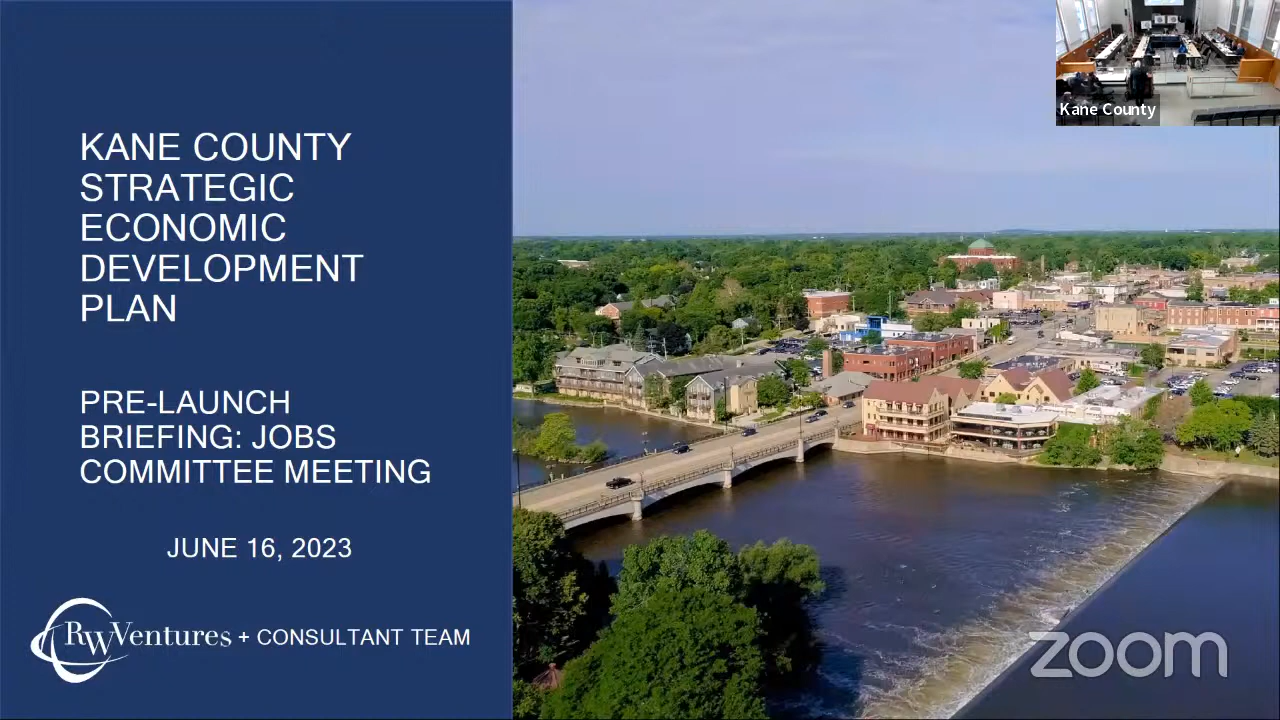 KANE COUNTY
STRATEGIC
ECONOMIC
DEVELOPMENT
PLAN
PRE-LAUNCH
BRIEFING: JOBS
COMMITTEE MEETING
JUNE 16, 2023
RW Ventures + CONSULTANT TEAM
Kane County
zoom